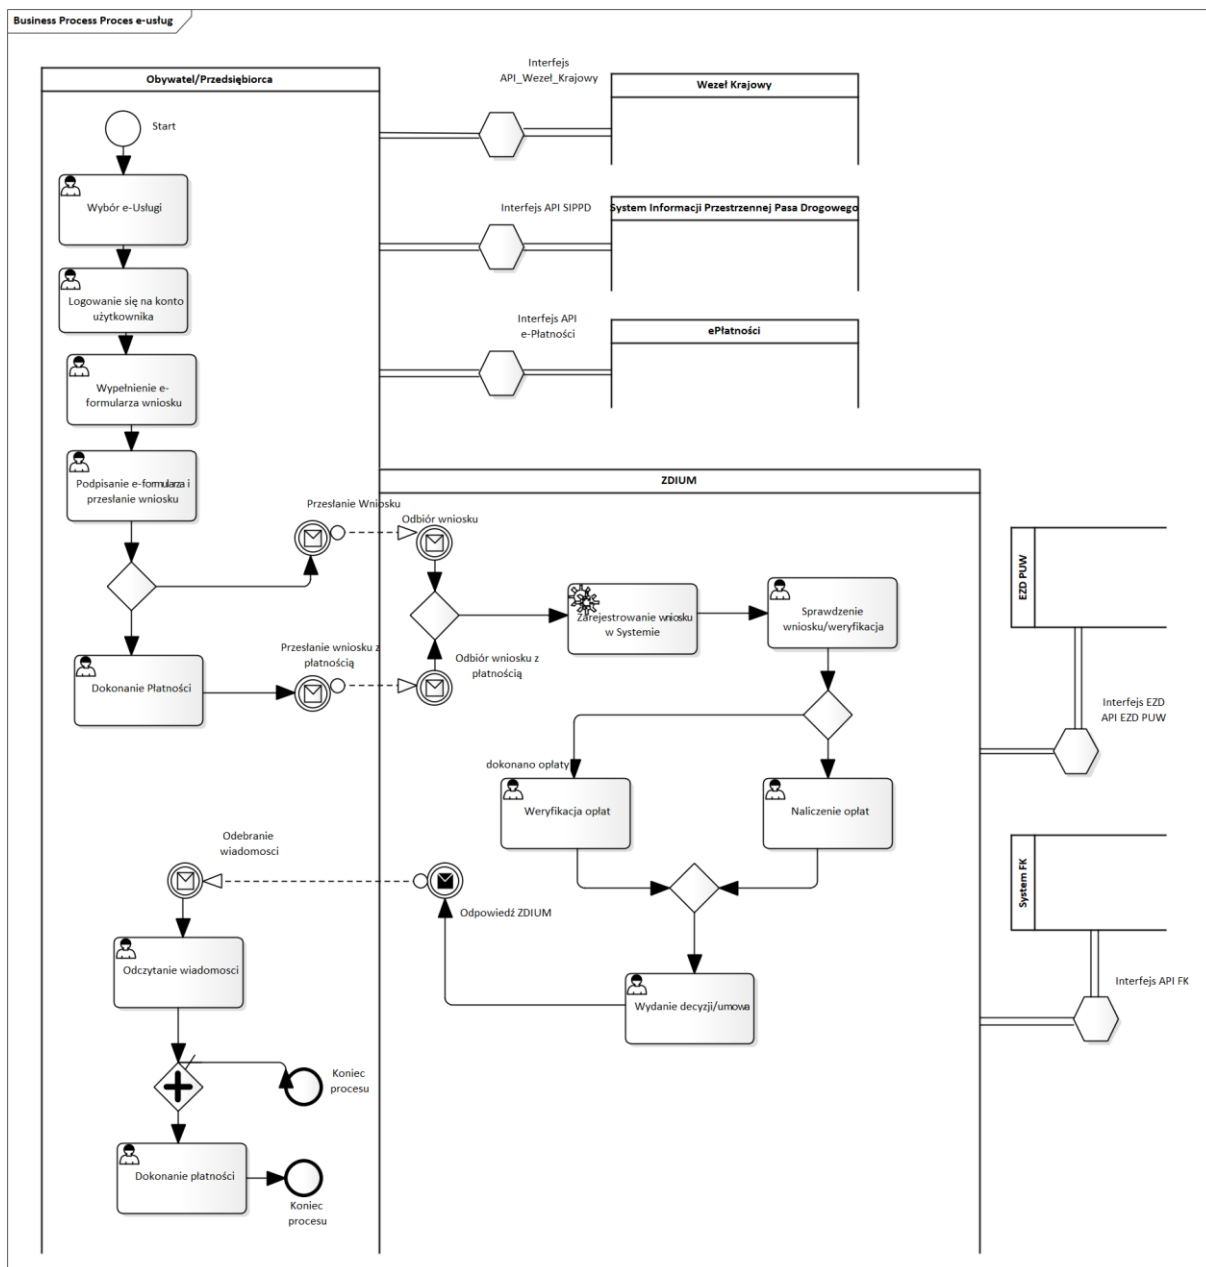 Business Process Proces e-usług
Obywatel/Przedsiębiorca
Start
Wybór e-Usługi
Logowanie się na konto
użytkownika
Wypełnienie e-
formularza wniosku
Podpisanie e-formularza i
przesłanie wniosku
Dokonanie Płatności
Interfejs
API_Wezeł_Krajowy
Wezeł Krajowy
Interfejs API SIPPD
System Informacji Przestrzennej Pasa Drogowego
Interfejs API
e-Płatności
ePłatności
ZDIUM
Przesłanie Wniosku
Odbiór wniosku
Przesłanie wniosku z
płatnością
Odbiór wniosku z
płatnością
Zarejestrowanie wniosku
w Systemie
Sprawdzenie
wniosku/weryfikacja
dokonano opłaty
Weryfikacja opłat
Naliczenie opłat
Wydanie decyzji/umowa
Odpowiedź ZDIUM
Odebranie
wiadomosci
Odczytanie wiadomosci
Koniec
procesu
Dokonanie płatności
Koniec
procesu
EZD PUW
Interfejs EZD
API EZD PUW
System FK
Interfejs API FK